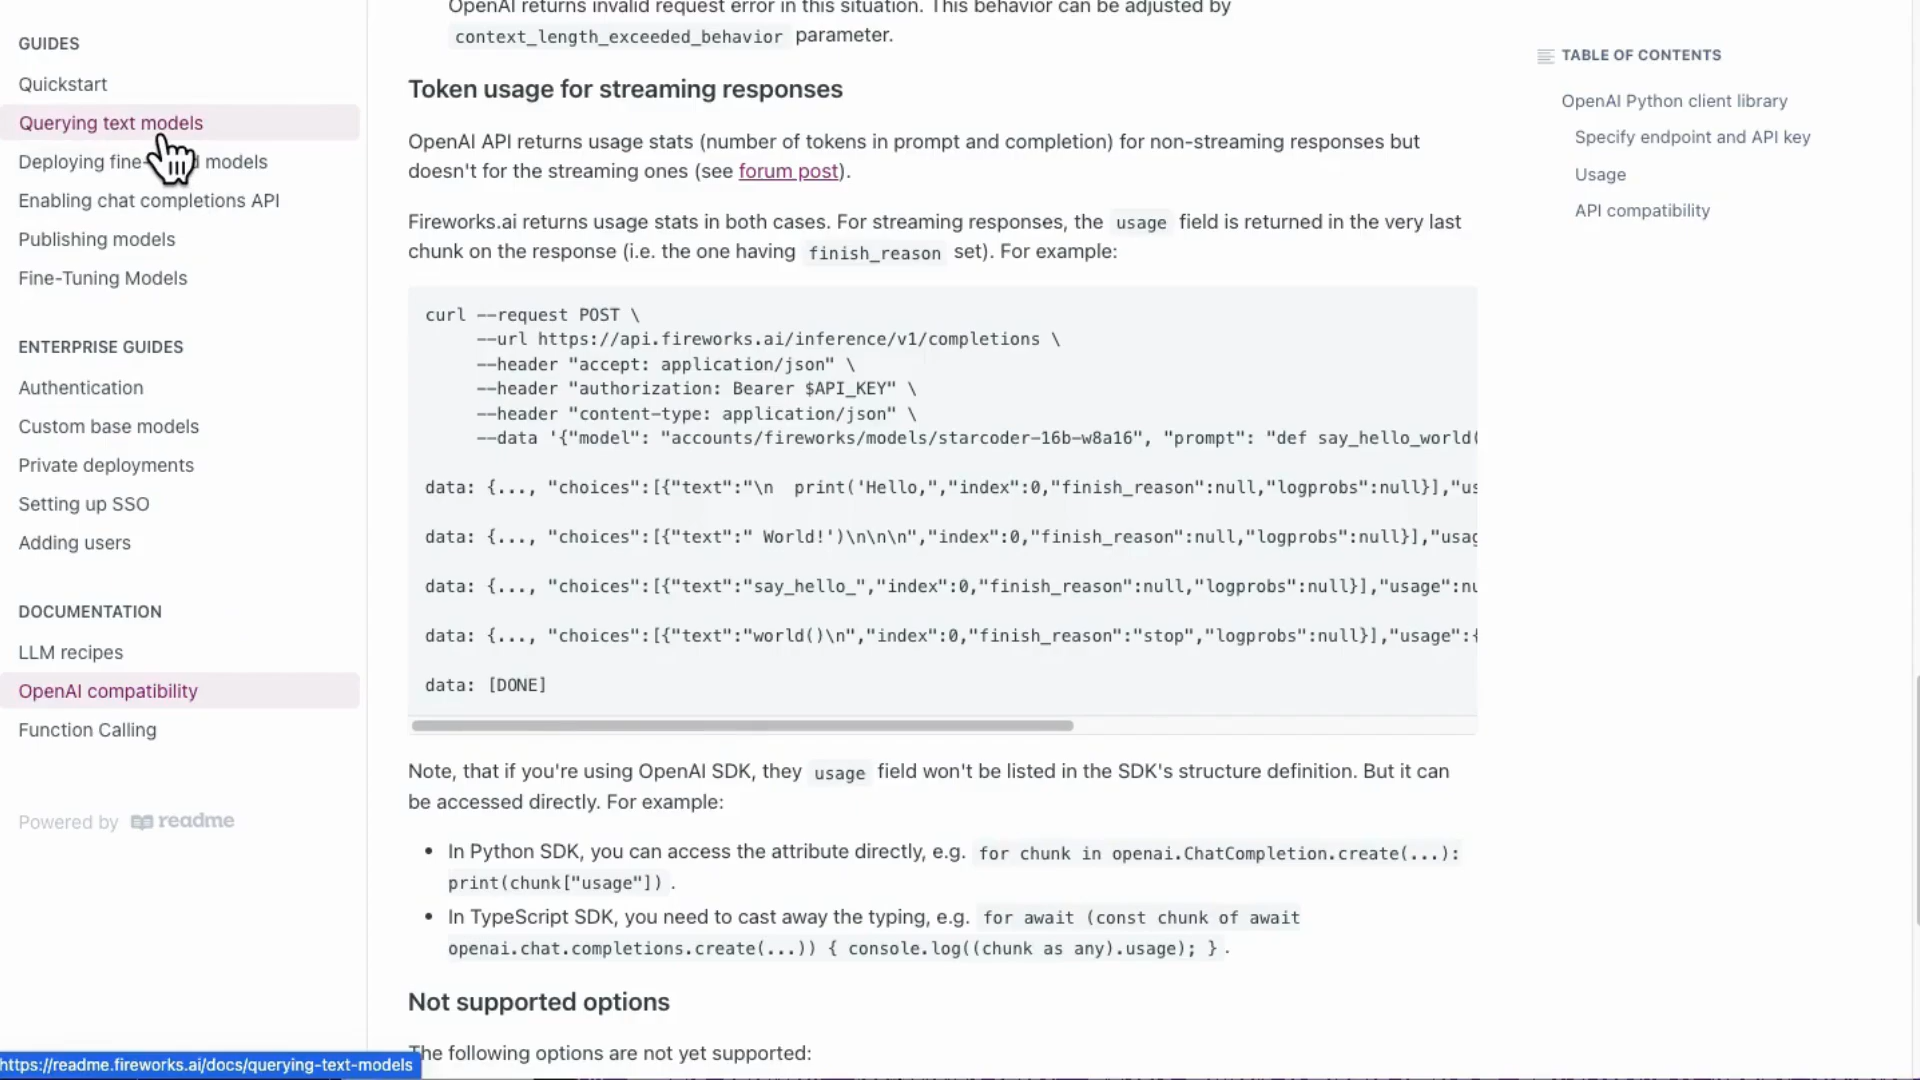 GUIDES
Quickstart
Querying text models
Deploying fine- d models
Enabling chat completions API
Publishing models
Fine-Tuning Models
ENTERPRISE GUIDES
Authentication
Custom base models
Private deployments
Setting up SSO
Adding users
DOCUMENTATION
LLM recipes
OpenAI compatibility
Function Calling
Powered by readme
https://readme.fireworks.ai/docs/querying-text-models
OpenAI returns invalid request error in this situation. This behavior can be adjusted by
context_length_exceeded_behavior parameter.
Token usage for streaming responses
OpenAI API returns usage stats (number of tokens in prompt and completion) for non-streaming responses but
doesn't for the streaming ones (see forum post).
Fireworks.ai returns usage stats in both cases. For streaming responses, the usage field is returned in the very last
chunk on the response (i.e. the one having finish_reason set). For example:
curl --request POST \
--url https://api.fireworks.ai/inference/v1/completions \
--header "accept: application/json" \
--header "authorization: Bearer $API_KEY" \
--header "content-type: application/json" \
--data '{"model": "accounts/fireworks/models/starcoder-16b-w8a16", "prompt": "def say_hello_world(
data: {..., "choices":[{"text":"\n  print('Hello,","index":0,"finish_reason":null,"logprobs":null}],"us
data: {..., "choices":[{"text":" World!')\n\n\n","index":0,"finish_reason":null,"logprobs":null}],"usag
data: {..., "choices":[{"text":"say_hello_","index":0,"finish_reason":null,"logprobs":null}],"usage":nu
data: {..., "choices":[{"text":"world()\n","index":0,"finish_reason":"stop","logprobs":null}],"usage":{
data: [DONE]
Note, that if you're using OpenAI SDK, they usage field won't be listed in the SDK's structure definition. But it can
be accessed directly. For example:
• In Python SDK, you can access the attribute directly, e.g. for chunk in openai.ChatCompletion.create(...):
print(chunk["usage"]) .
• In TypeScript SDK, you need to cast away the typing, e.g. for await (const chunk of await
openai.chat.completions.create(...)) { console.log((chunk as any).usage); } .
Not supported options
The following options are not yet supported:
TABLE OF CONTENTS
OpenAI Python client library
Specify endpoint and API key
Usage
API compatibility